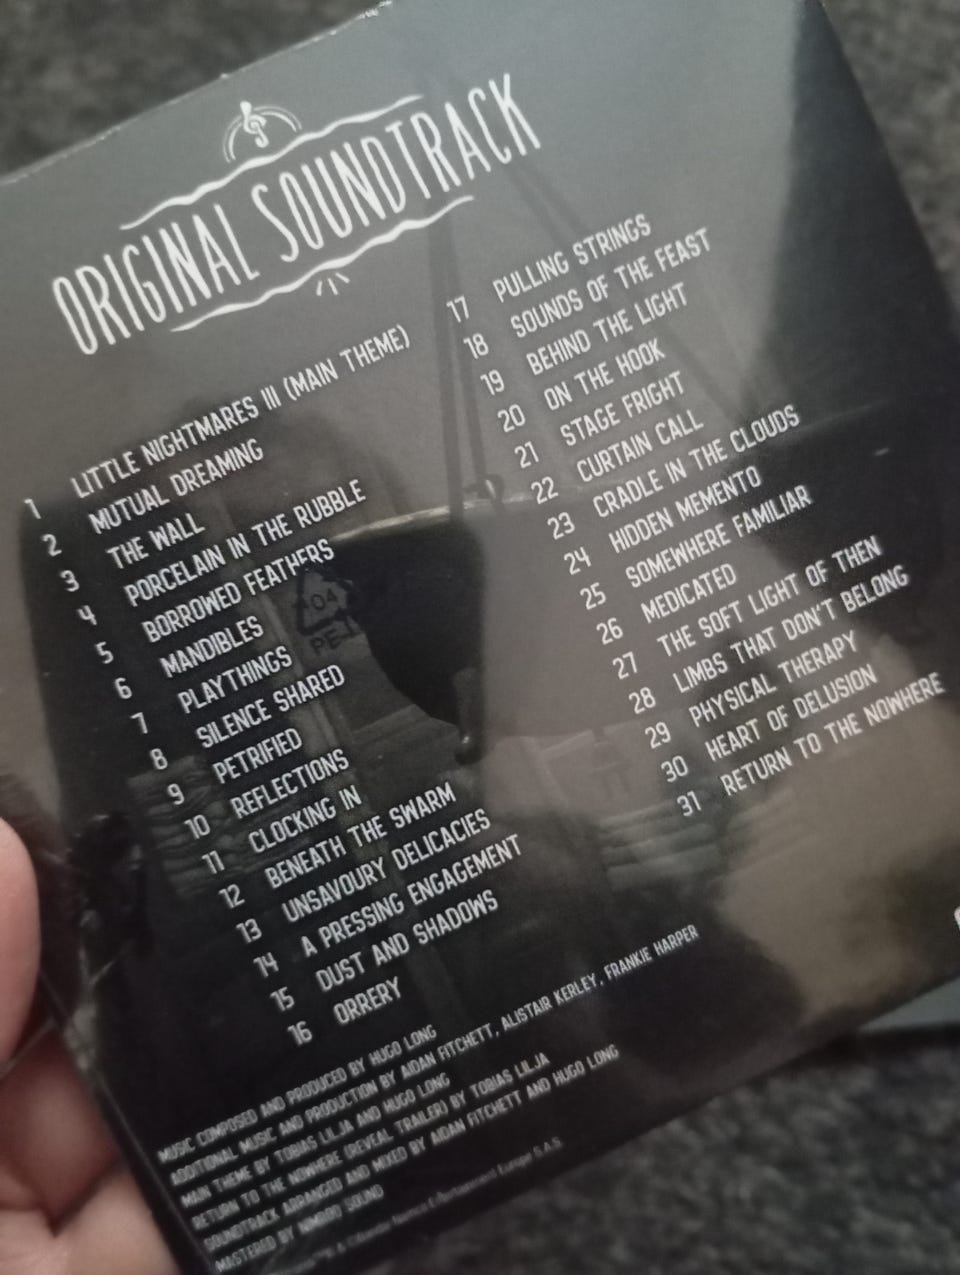 ORIGINAL SOUNDTRACK
1 LITTLE NIGHTMARES III (MAIN THEME)
2 MUTUAL DREAMING
3 THE WALL
4 PORCELAIN IN THE RUBBLE
5 BORROWED FEATHERS
6 MANDIBLES
7 PLAYTHINGS
8 SILENCE SHARED
9 PETRIFIED
10 REFLECTIONS
11 CLOCKING IN
12 BENEATH THE SWARM
13 UNSAVOURY DELICACIES
14 A PRESSING ENGAGEMENT
15 DUST AND SHADOWS
16 ORRERY
17 PULLING STRINGS
18 SOUNDS OF THE FEAST
19 BEHIND THE LIGHT
20 ON THE HOOK
21 STAGE FRIGHT
22 CURTAIN CALL
23 CRADLE IN THE CLOUDS
24 HIDDEN MEMENTO
25 SOMEWHERE FAMILIAR
26 MEDICATED
27 THE SOFT LIGHT OF THEN
28 LIMBS THAT DON'T BELONG
29 PHYSICAL THERAPY
30 HEART OF DELUSION
31 RETURN TO THE NOWHERE
04
MUSIC COMPOSED AND PRODUCED BY HUGO LONG
ADDITIONAL MUSIC AND PRODUCTION BY AIDAN FITCHETT, ALISTAIR KERLEY, FRANKIE HARPER
MAIN THEME BY TOBIAS LILJA AND HUGO LONG
RETURN TO THE NOWHERE (REVEAL TRAILER) BY TOBIAS LILJA
SOUNDTRACK ARRANGED AND MIXED BY AIDAN FITCHETT AND HUGO LONG
MASTERED BY NIMROD SOUND
Entertainment Europe S.A.S.